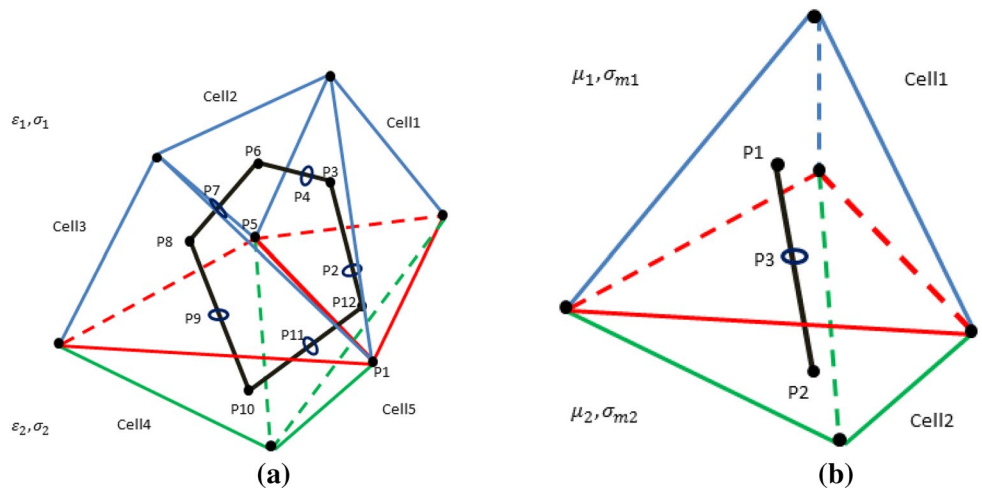 Cell2
Cell1
ε₁,σ₁
P6
P3
P4
P7
Cell3
P5
P8
P2
P12
P9
P11
P1
P10
Cell5
Cell4
ε₂,σ₂
(a)
μ₁,σₘ₁
Cell1
P1
P3
P2
μ₂,σₘ₂
Cell2
(b)